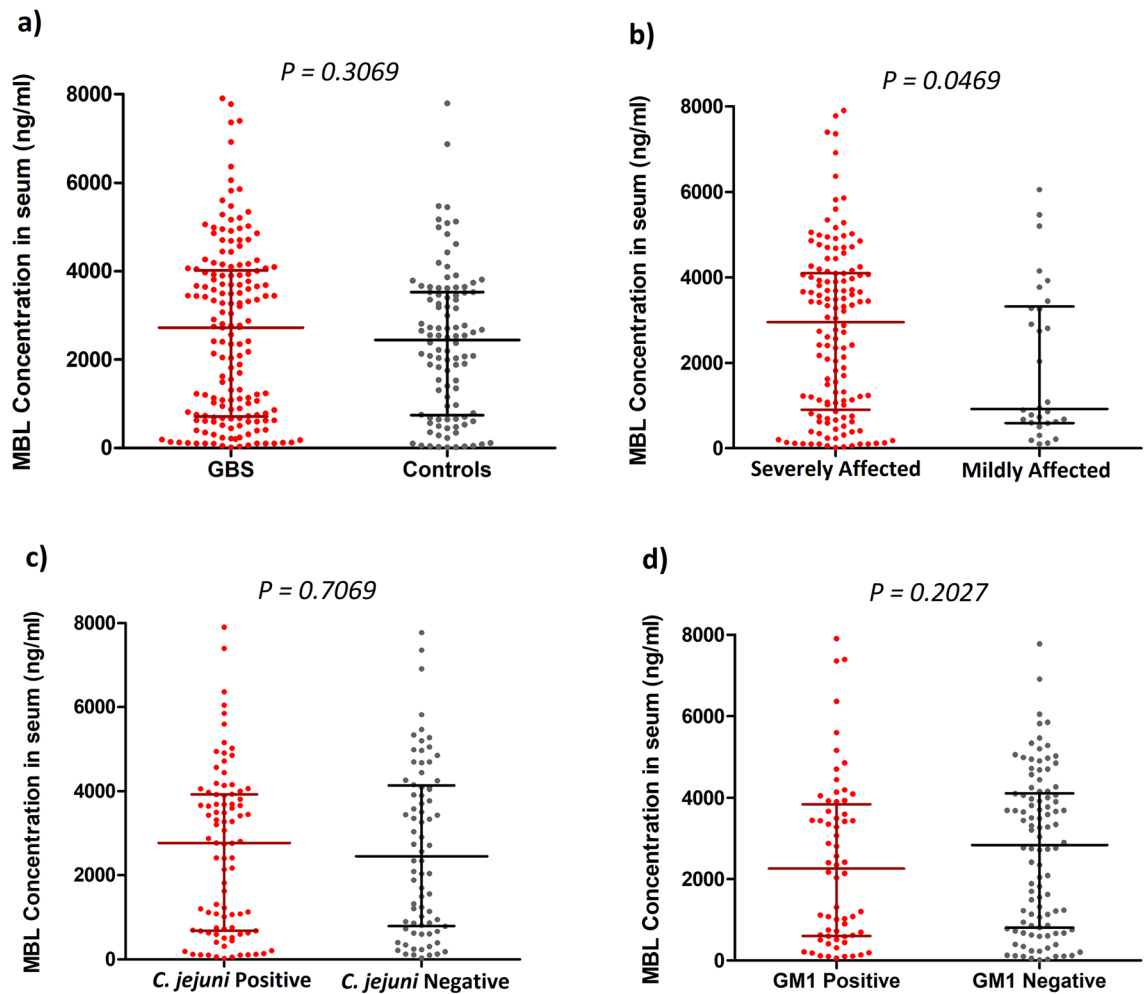 a)
P = 0.3069
MBL Concentration in seum (ng/ml)
8000
6000
4000
2000
0
GBS
Controls
b)
P = 0.0469
MBL Concentration in seum (ng/ml)
8000
6000
4000
2000
0
Severely Affected
Mildly Affected
c)
P = 0.7069
MBL Concentration in seum (ng/ml)
8000
6000
4000
2000
0
C. jejuni Positive
C. jejuni Negative
d)
P = 0.2027
MBL Concentration in seum (ng/ml)
8000
6000
4000
2000
0
GM1 Positive
GM1 Negative